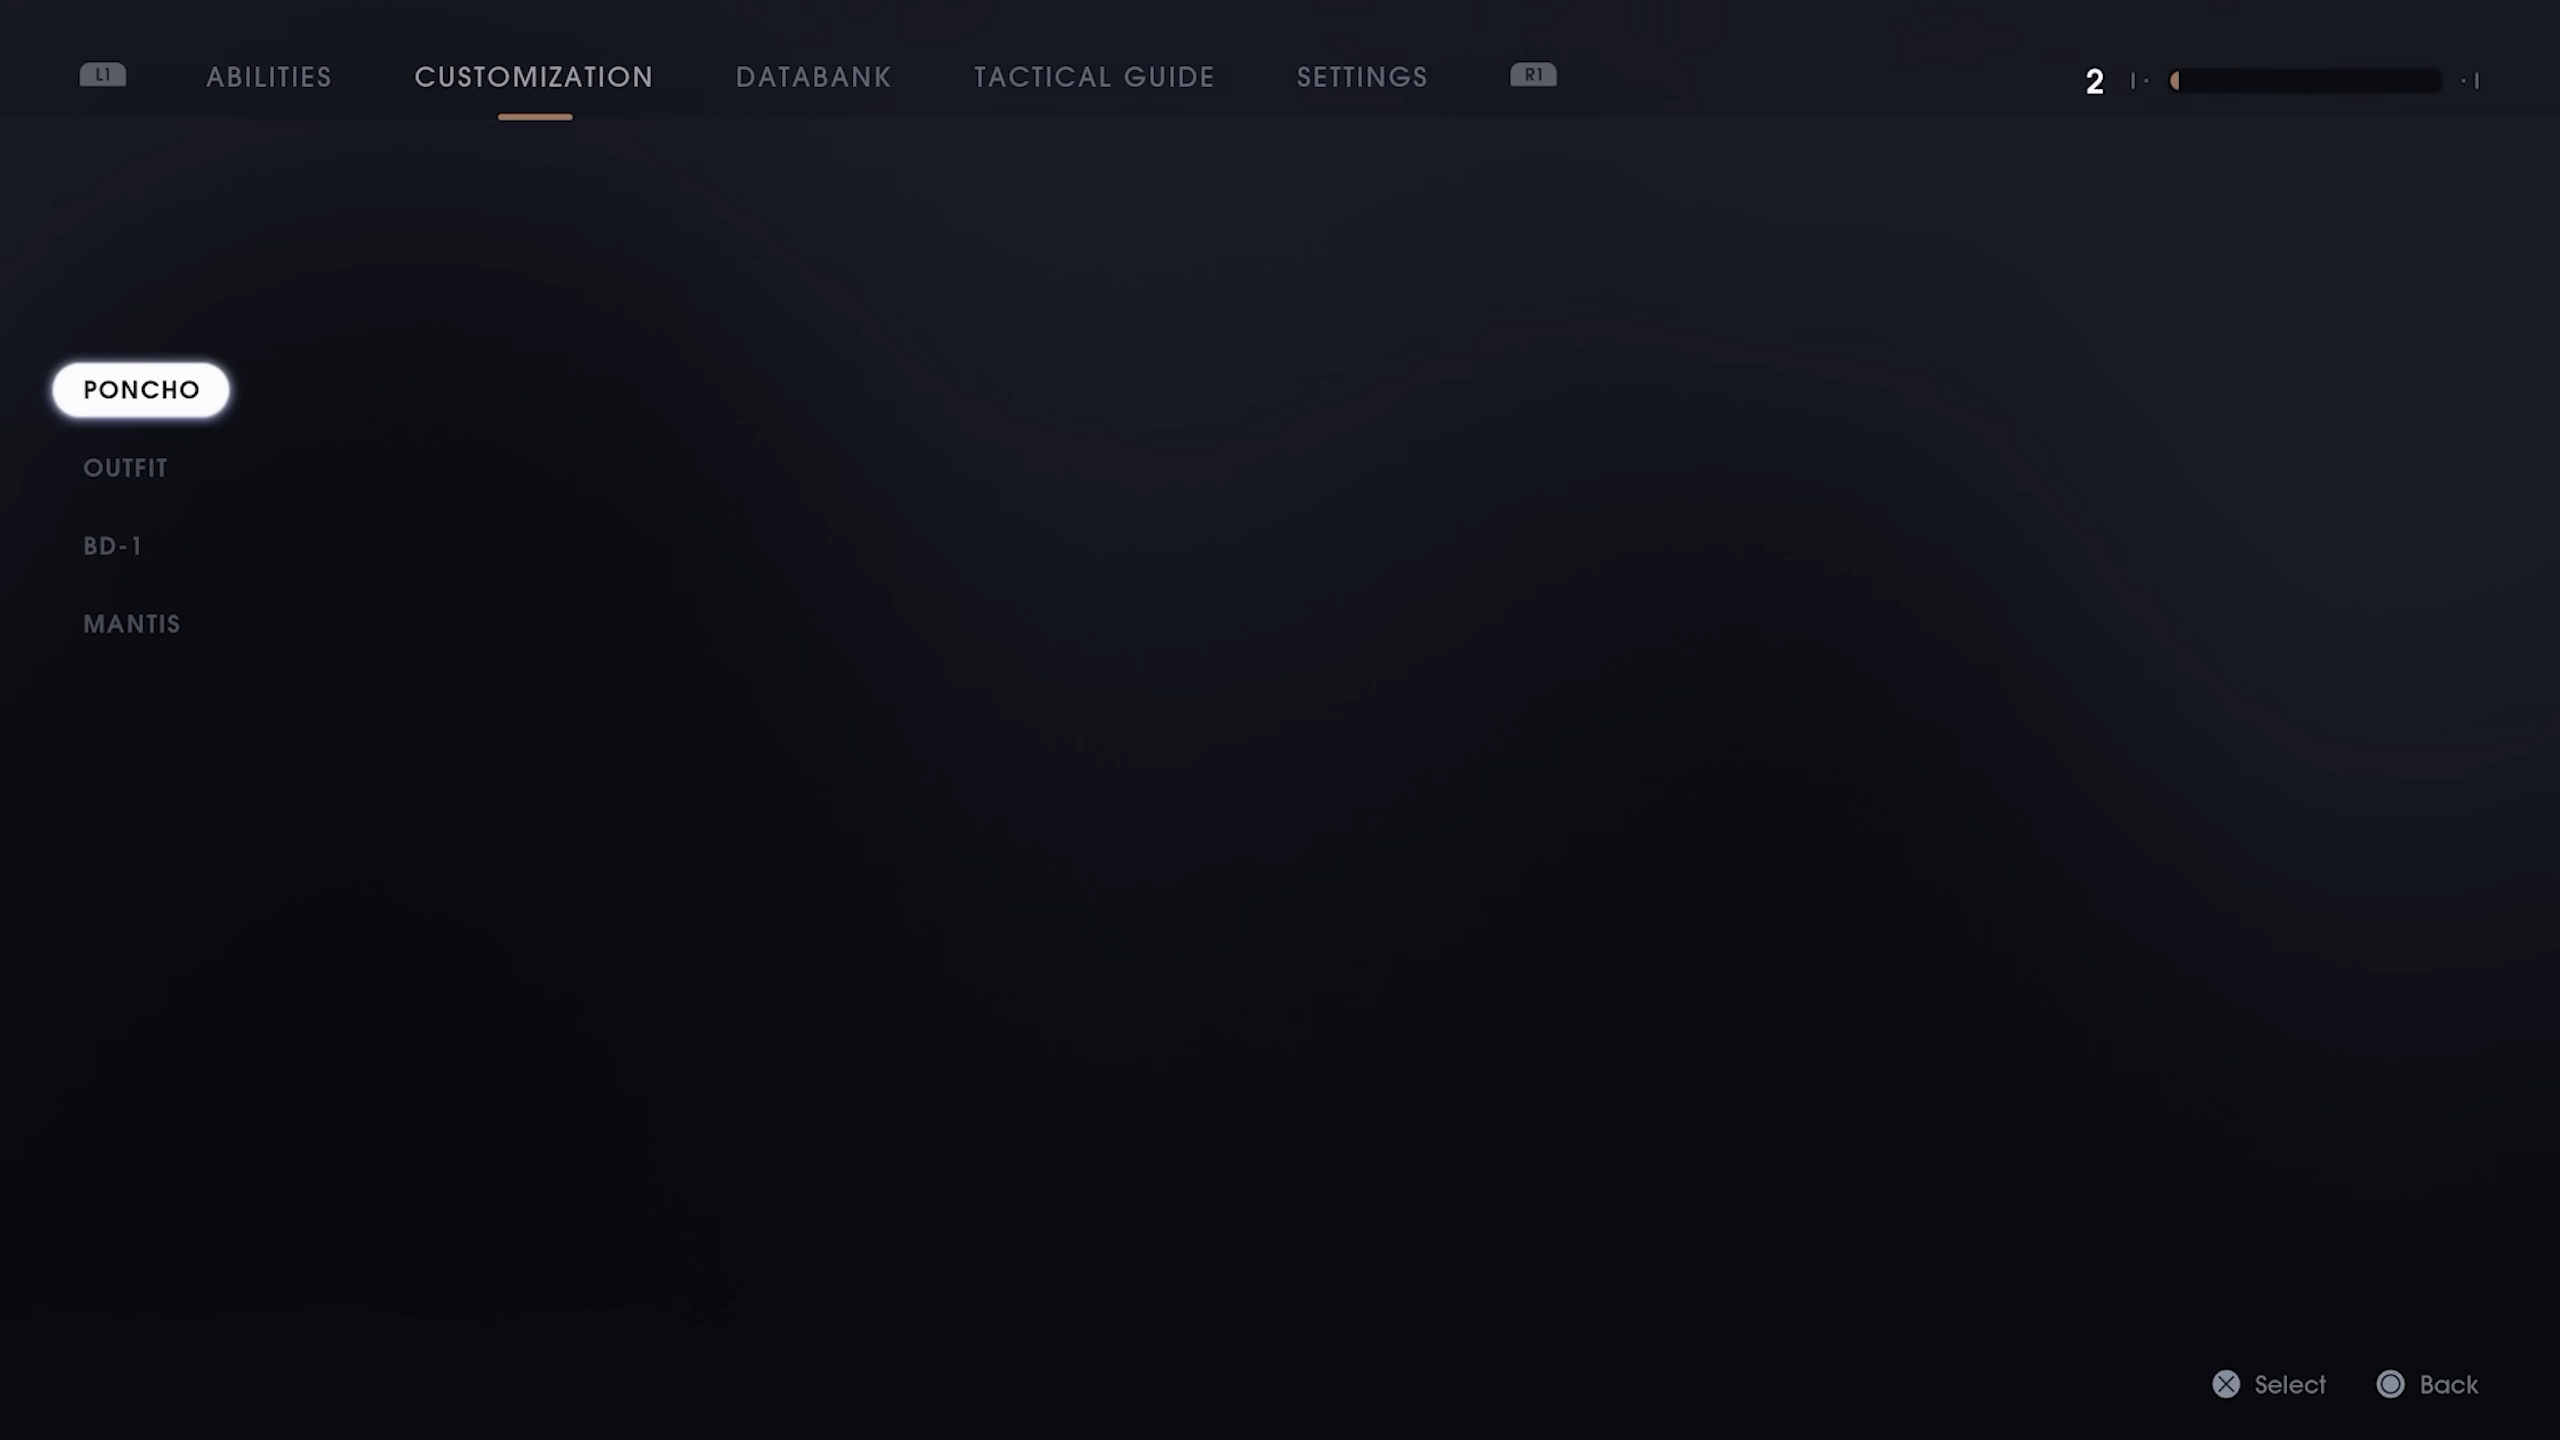 L1 ABILITIES CUSTOMIZATION DATABANK TACTICAL GUIDE SETTINGS R1 2
PONCHO
OUTFIT
BD-1
MANTIS
Select Back